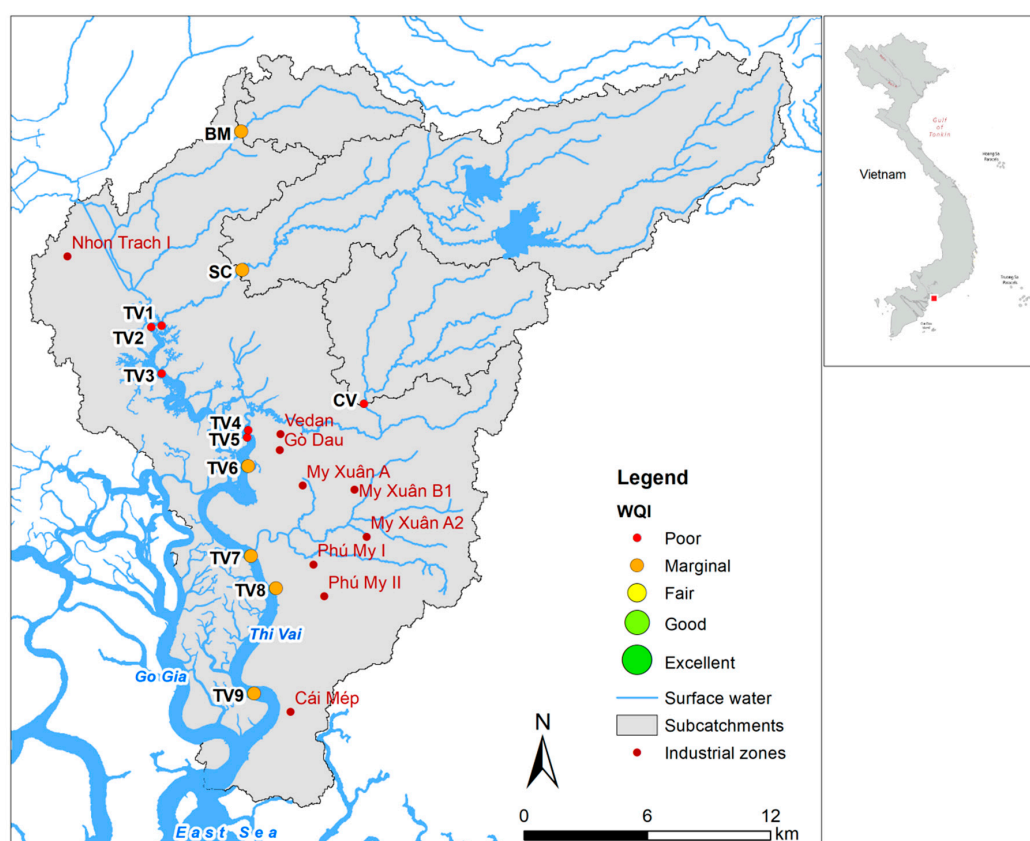 BM
Nhon Trach I
SC
TV1
TV2
TV3
CV
TV4
TV5
Vedan
Gò Dau
TV6
My Xuân A
My Xuân B1
My Xuân A2
TV7
Phú My I
TV8
Phú My II
Thi Vai
Go Gia
TV9
Cái Mép
East Sea
Gulf
of
Tonkin
Vietnam
Legend
WQI
Poor
Marginal
Fair
Good
Excellent
Surface water
Subcatchments
Industrial zones
N
0
6
12
km